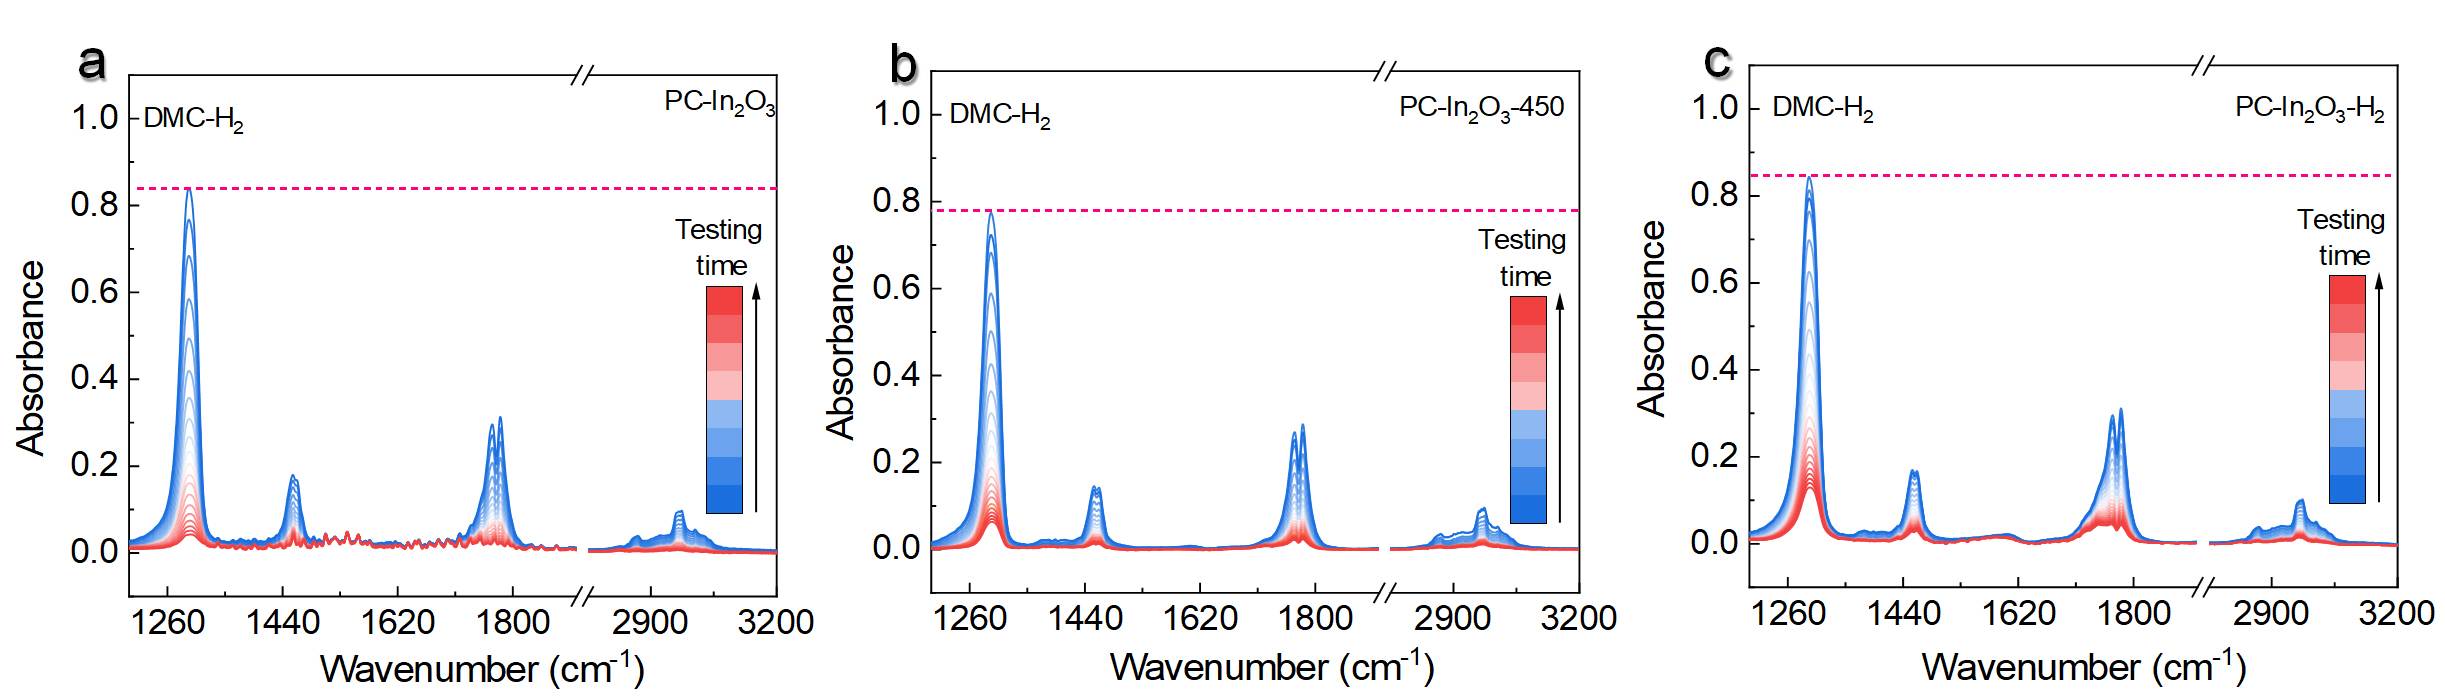 a
DMC-H2
PC-In2O3
Testing
time
1.0
0.8
0.6
0.4
0.2
0.0
Absorbance
1260 1440 1620 1800 2900 3200
Wavenumber (cm-1)
b
DMC-H2
PC-In2O3-450
Testing
time
1.0
0.8
0.6
0.4
0.2
0.0
Absorbance
1260 1440 1620 1800 2900 3200
Wavenumber (cm-1)
c
DMC-H2
PC-In2O3-H2
Testing
time
1.0
0.8
0.6
0.4
0.2
0.0
Absorbance
1260 1440 1620 1800 2900 3200
Wavenumber (cm-1)